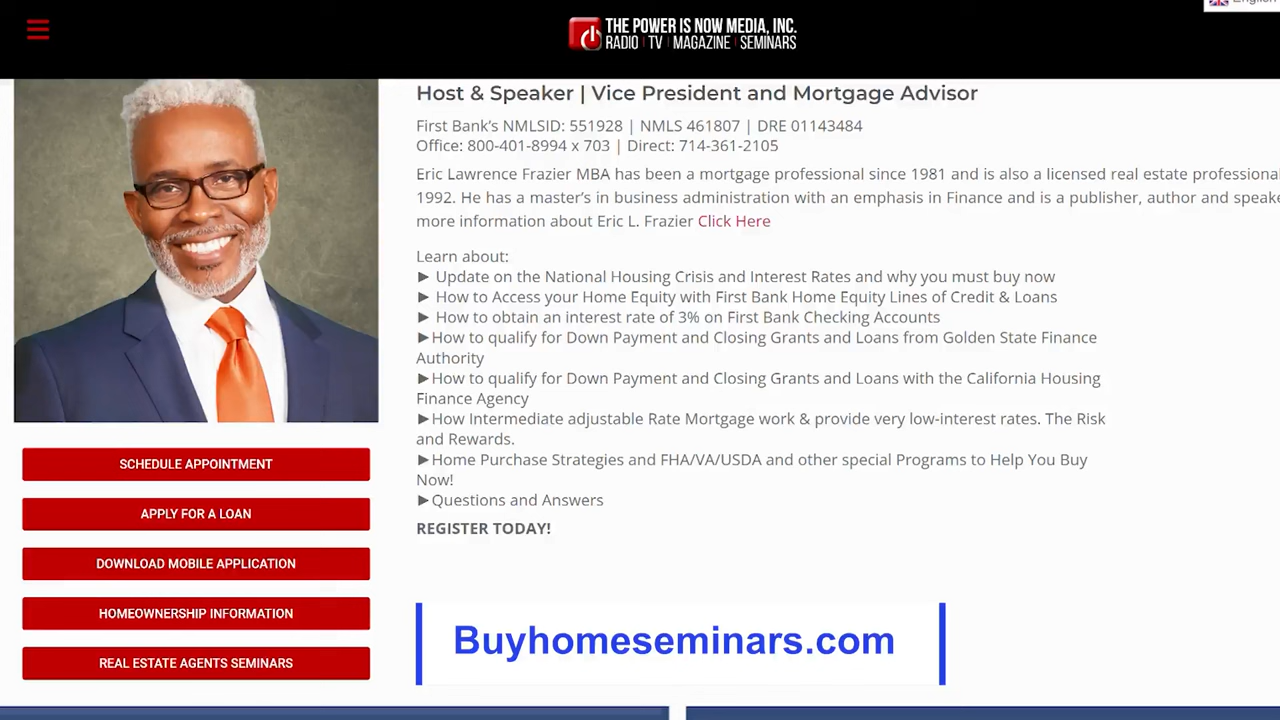 English
THE POWER IS NOW MEDIA, INC.
RADIO | TV | MAGAZINE | SEMINARS
Host & Speaker | Vice President and Mortgage Advisor
First Bank's NMLSID: 551928 | NMLS 461807 | DRE 01143484
Office: 800-401-8994 x 703 | Direct: 714-361-2105
Eric Lawrence Frazier MBA has been a mortgage professional since 1981 and is also a licensed real estate professional
1992. He has a master's in business administration with an emphasis in Finance and is a publisher, author and speake
more information about Eric L. Frazier Click Here
Learn about:
► Update on the National Housing Crisis and Interest Rates and why you must buy now
► How to Access your Home Equity with First Bank Home Equity Lines of Credit & Loans
► How to obtain an interest rate of 3% on First Bank Checking Accounts
►How to qualify for Down Payment and Closing Grants and Loans from Golden State Finance
Authority
►How to qualify for Down Payment and Closing Grants and Loans with the California Housing
Finance Agency
►How Intermediate adjustable Rate Mortgage work & provide very low-interest rates. The Risk
and Rewards.
►Home Purchase Strategies and FHA/VA/USDA and other special Programs to Help You Buy
Now!
►Questions and Answers
REGISTER TODAY!
SCHEDULE APPOINTMENT
APPLY FOR A LOAN
DOWNLOAD MOBILE APPLICATION
HOMEOWNERSHIP INFORMATION
REAL ESTATE AGENTS SEMINARS
Buyhomeseminars.com